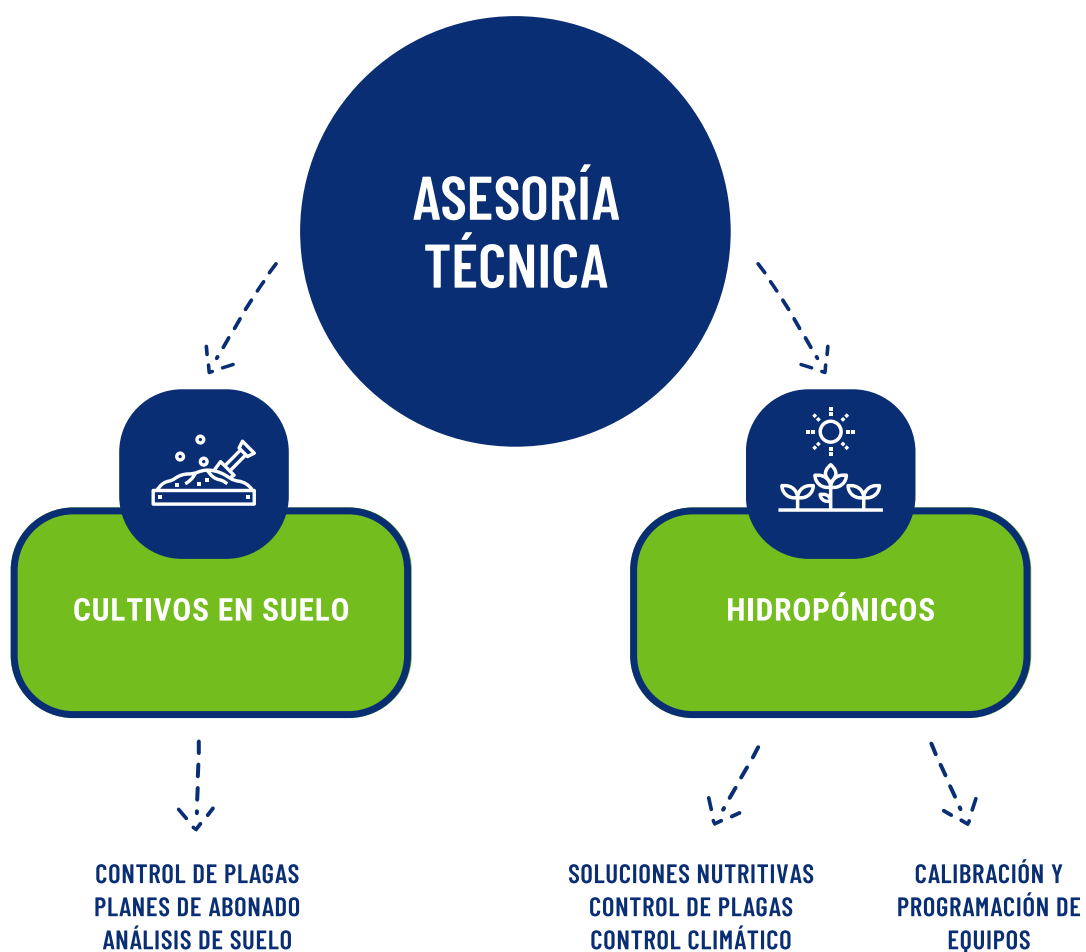 ASESORÍA
TÉCNICA
CULTIVOS EN SUELO
HIDROPÓNICOS
CONTROL DE PLAGAS
PLANES DE ABONADO
ANÁLISIS DE SUELO
SOLUCIONES NUTRITIVAS
CONTROL DE PLAGAS
CONTROL CLIMÁTICO
CALIBRACIÓN Y
PROGRAMACIÓN DE
EQUIPOS